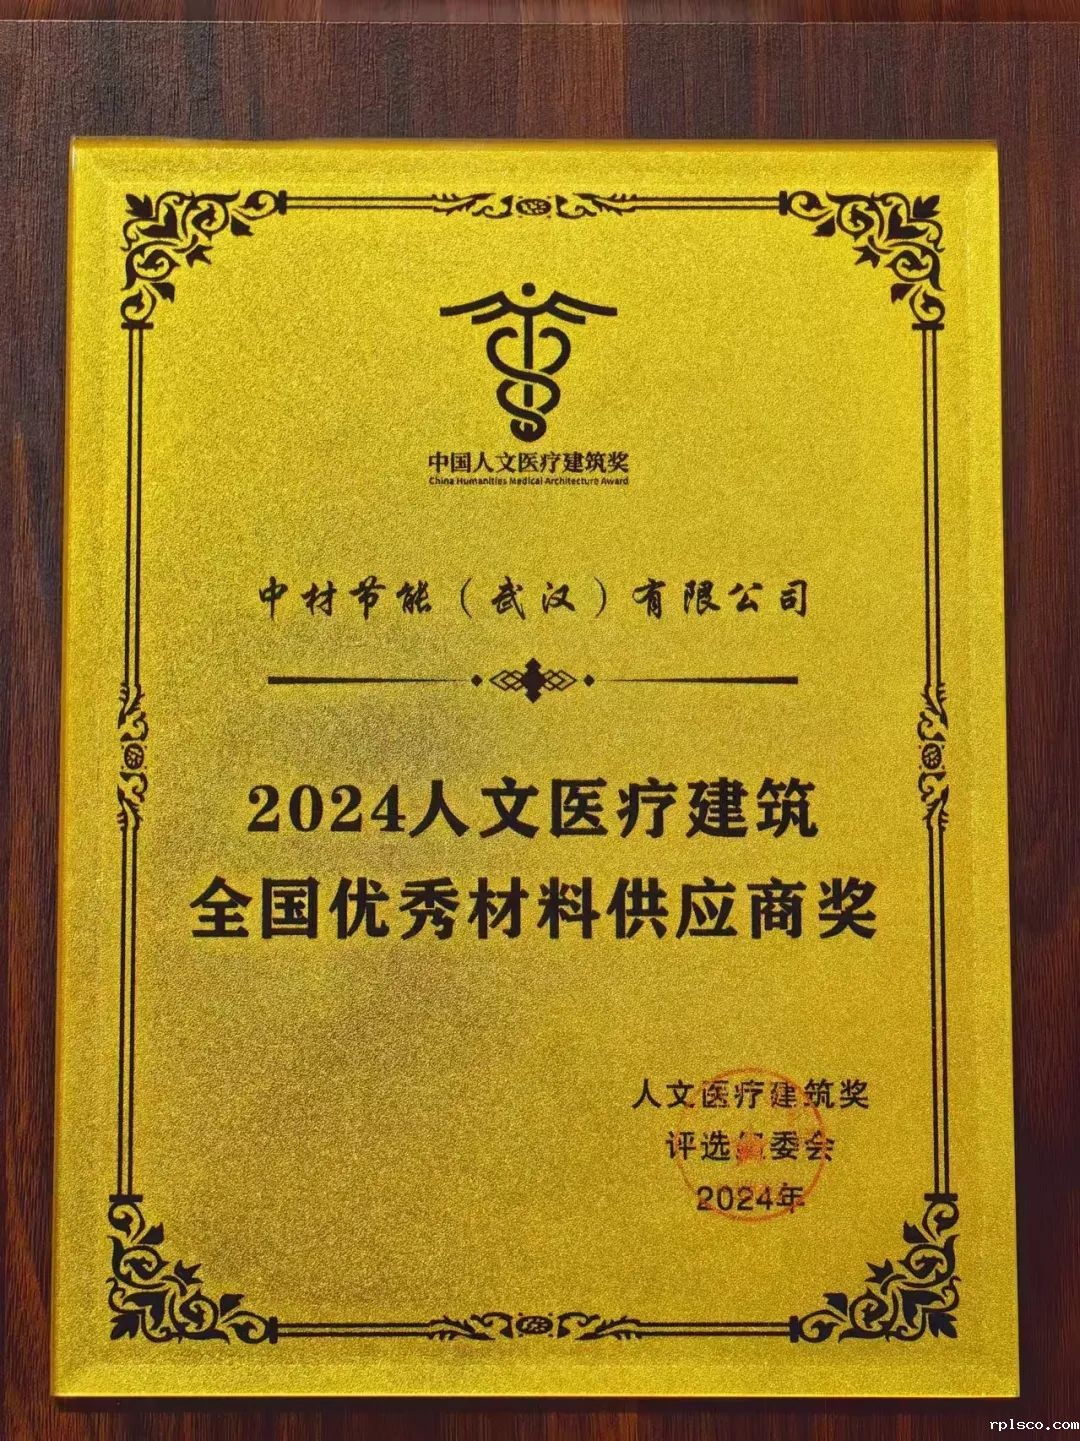 中国人文医疗建筑奖
China Humanities Medical Architecture Award
中材节能（武汉）有限公司
2024人文医疗建筑
全国优秀材料供应商奖
人文医疗建筑奖
评选组委会
2024年
rplsco.com